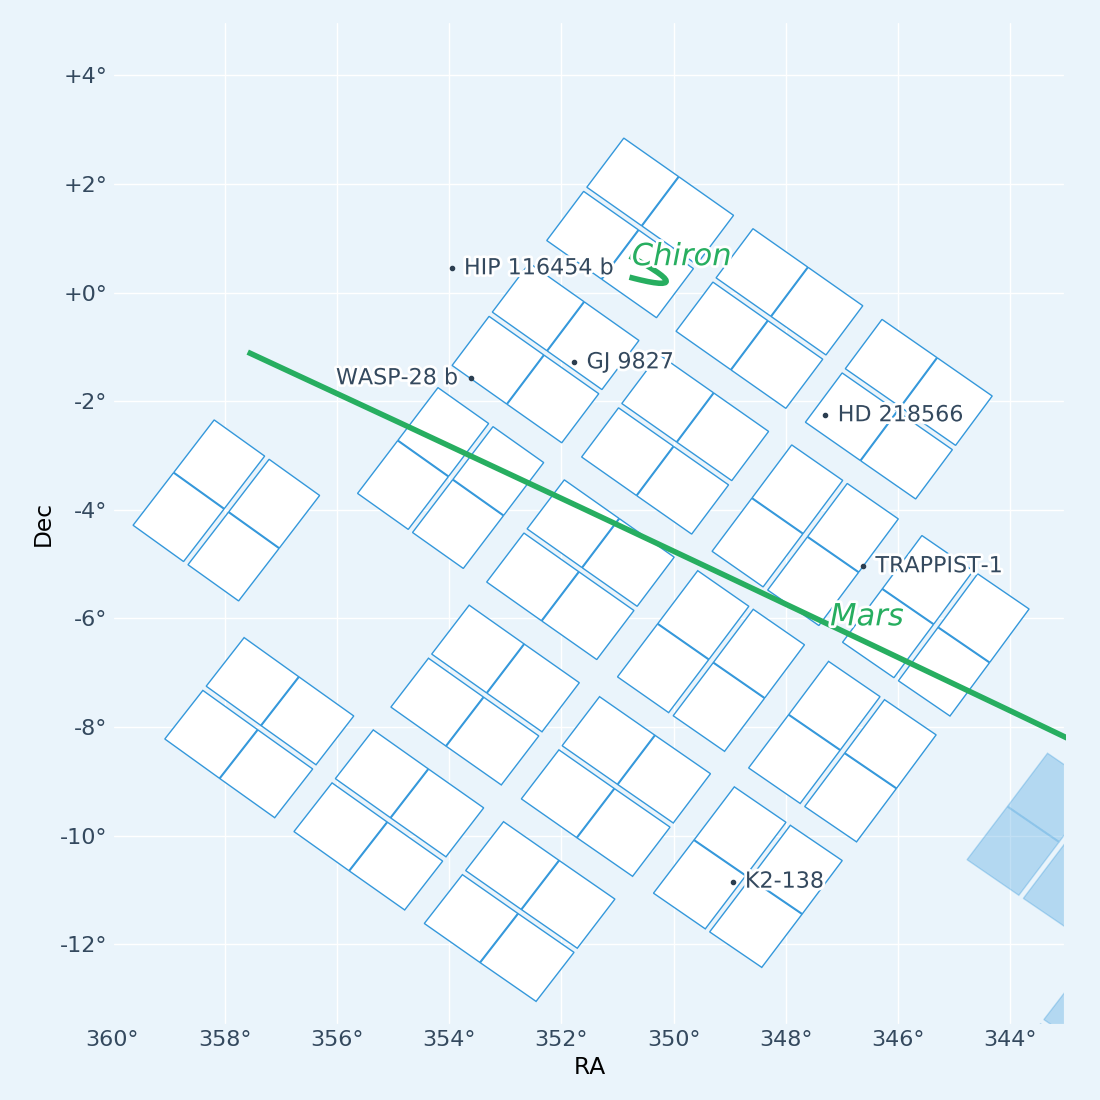 +4°
+2°
Chiron
HIP 116454 b
+0°
GJ 9827
WASP-28 b
-2°
HD 218566
-4°
Dec
TRAPPIST-1
Mars
-6°
-8°
-10°
K2-138
-12°
360° 358° 356° 354° 352° 350° 348° 346° 344°
RA